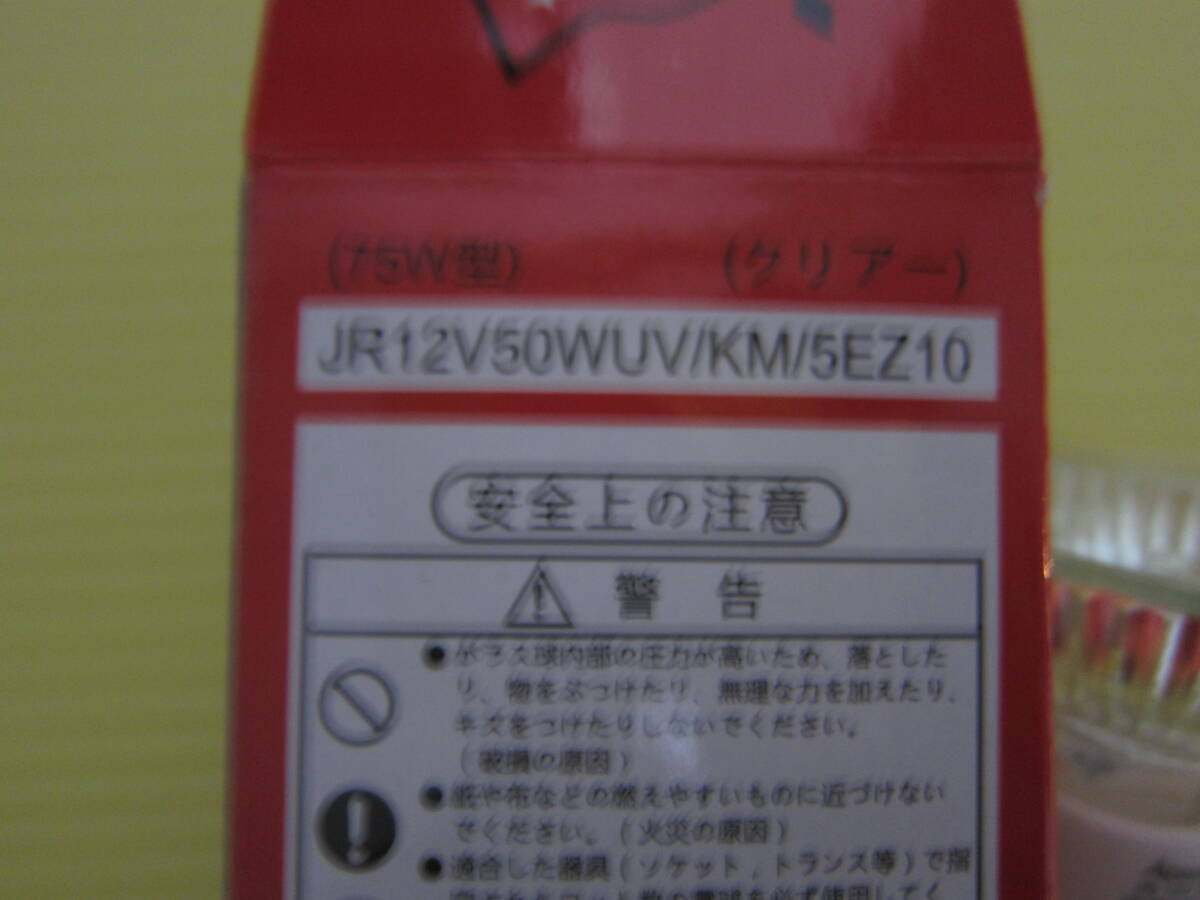 (75W型) (クリアー)
JR12V50WUV/KM/5EZ10
安全上の注意
警告
●ガラス球内部の圧力が高いため、落とした
り、物をぶつけたり、無理な力を加えたり、
キズをつけたりしないでください。
(破損の原因)
●紙や布などの燃えやすいものに近づけない
でください。(火災の原因)
●適合した器具(ソケット,トランス等)で指